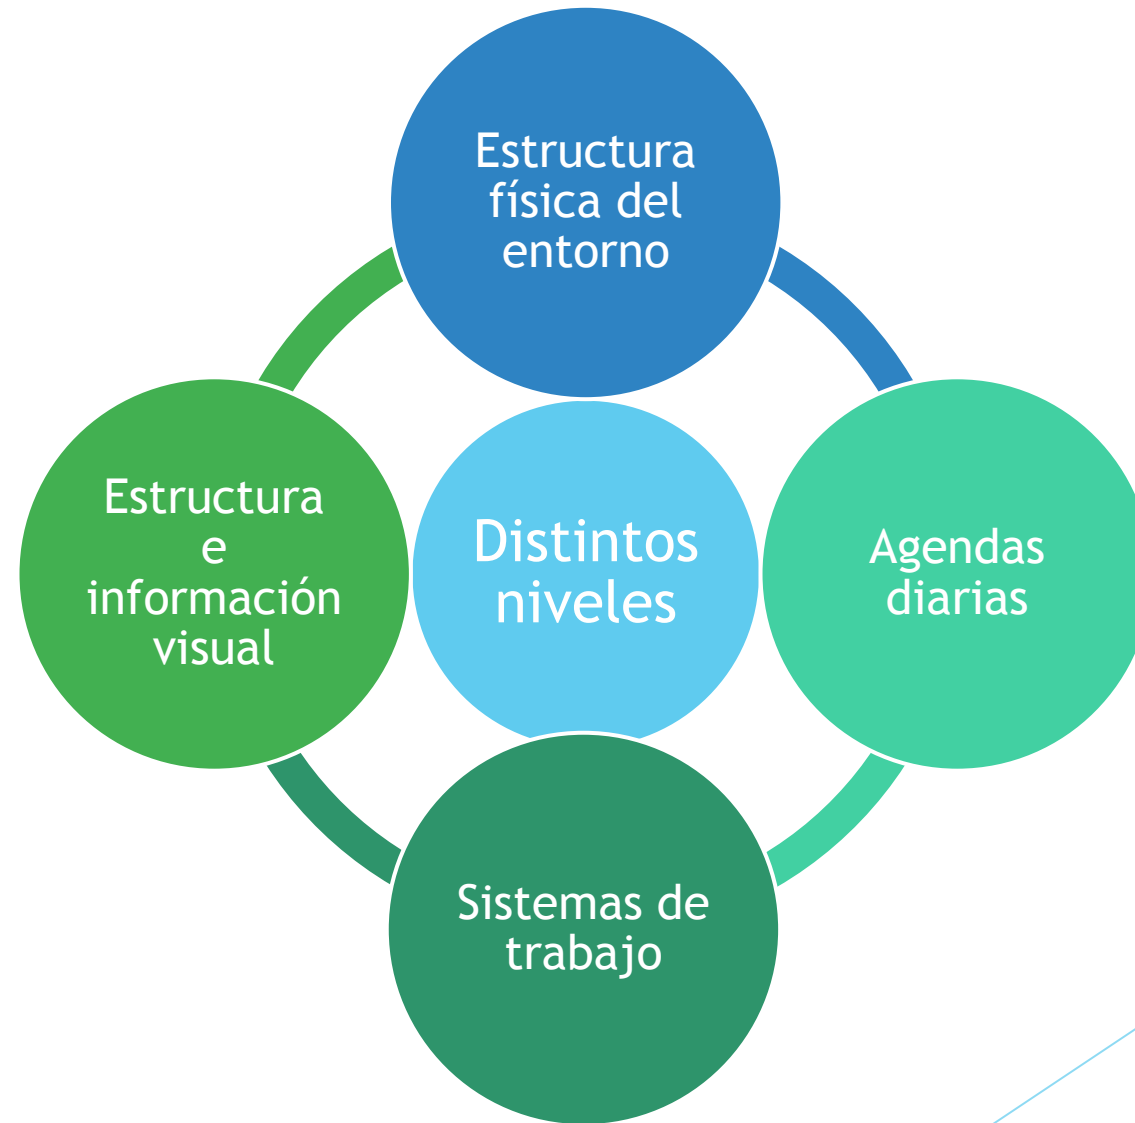 Estructura
física del
entorno
Estructura
e
información
visual
Distintos
niveles
Agendas
diarias
Sistemas de
trabajo